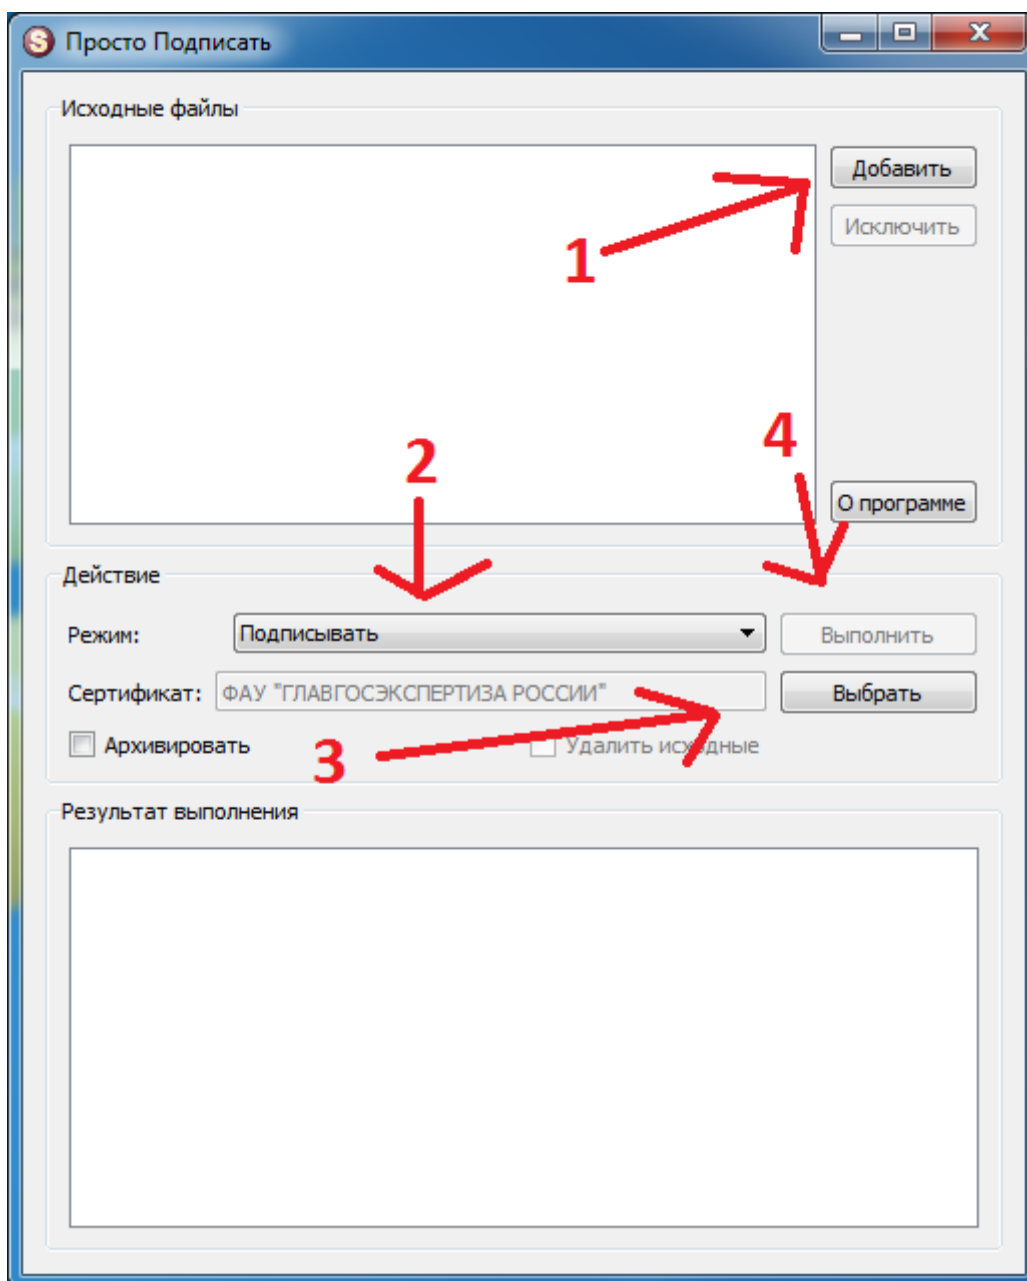 Просто Подписать
Исходные файлы
Добавить
1
Исключить
2
4
О программе
Действие
Режим: Подписывать Выполнить
Сертификат: ФАУ "ГЛАВГОСЭКСПЕРТИЗА РОССИИ" Выбрать
Архивировать 3 Удалить исходные
Результат выполнения